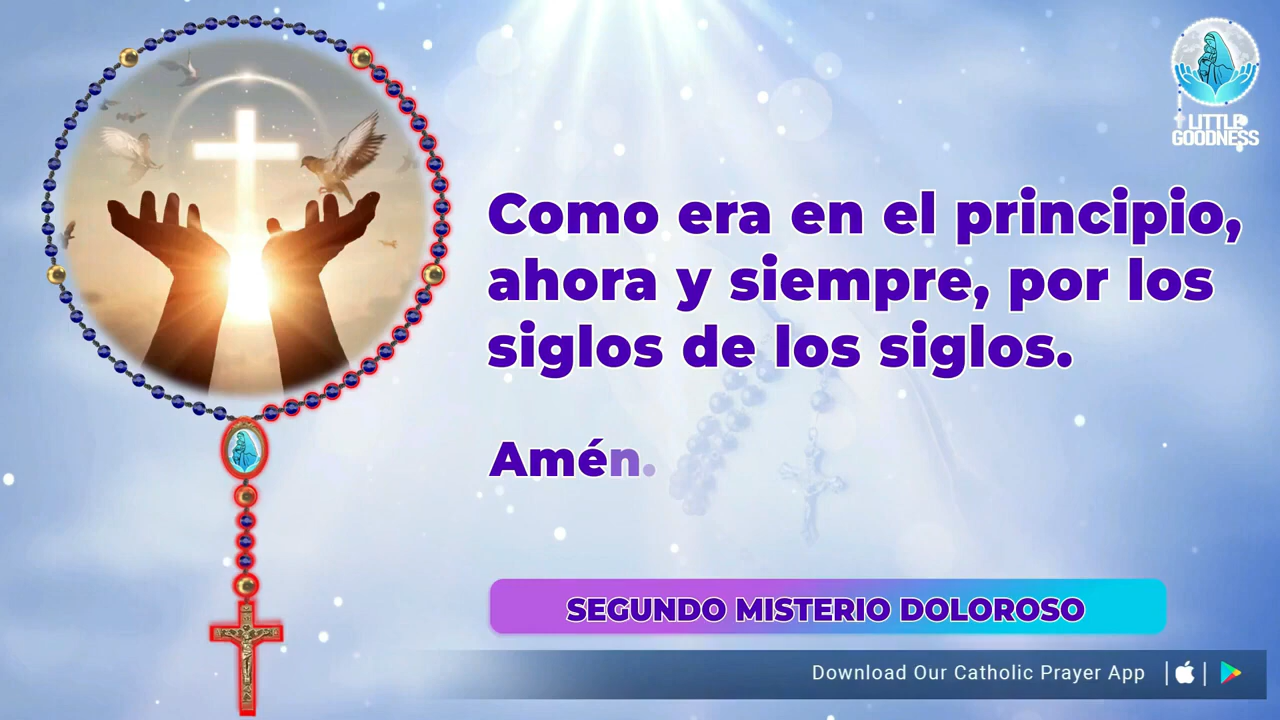 LITTLE
GOODNESS
Como era en el principio,
ahora y siempre, por los
siglos de los siglos.
Amén.
SEGUNDO MISTERIO DOLOROSO
Download Our Catholic Prayer App